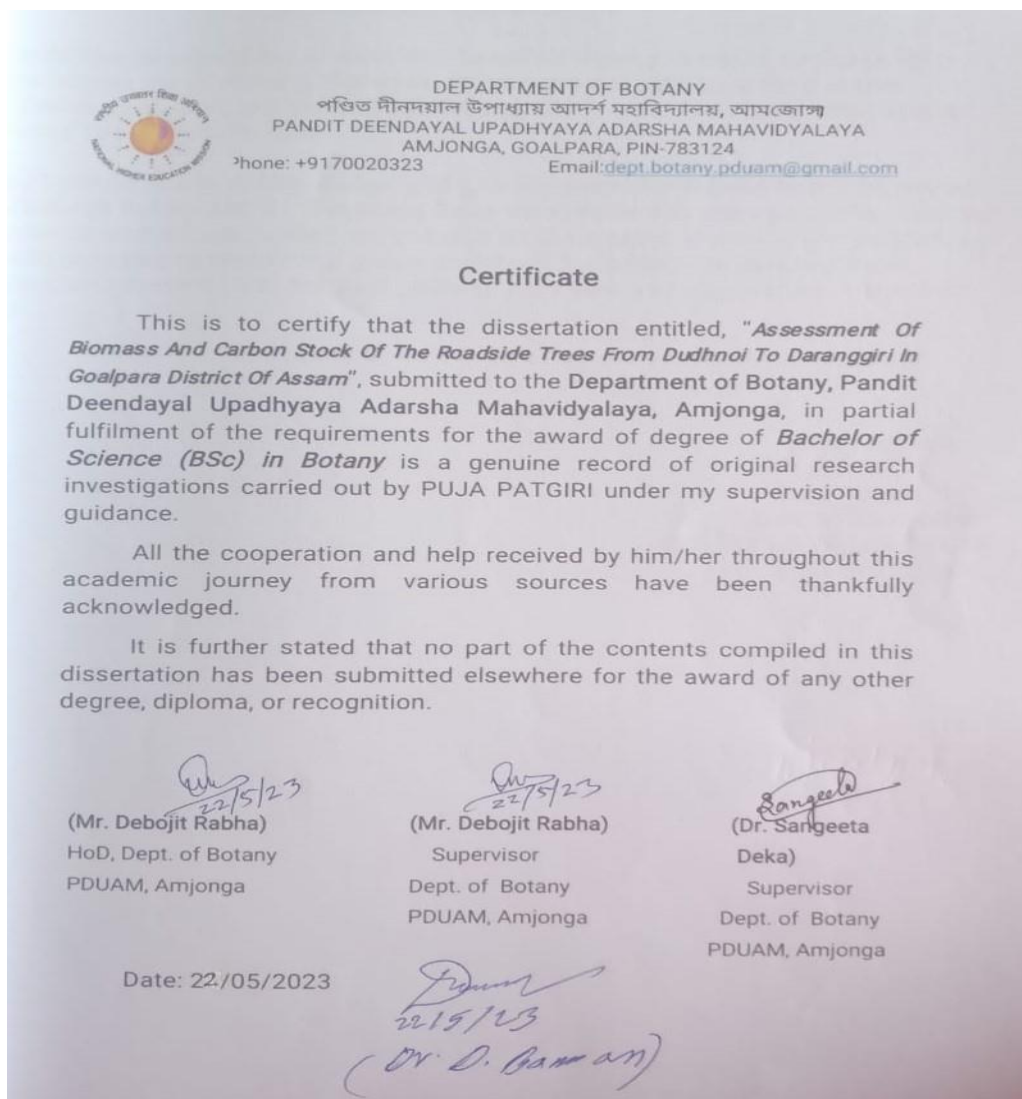 राष्ट्रीय उच्चतर शिक्षा अभियान
NATIONAL HIGHER EDUCATION MISSION
DEPARTMENT OF BOTANY
পণ্ডিত দীনদয়াল উপাধ্যায় আদর্শ মহাবিদ্যালয়, আমজোঙা
PANDIT DEENDAYAL UPADHYAYA ADARSHA MAHAVIDYALAYA
AMJONGA, GOALPARA, PIN-783124
Phone: +9170020323 Email:dept.botany.pduam@gmail.com
Certificate
This is to certify that the dissertation entitled, "Assessment Of
Biomass And Carbon Stock Of The Roadside Trees From Dudhnoi To Daranggiri In
Goalpara District Of Assam", submitted to the Department of Botany, Pandit
Deendayal Upadhyaya Adarsha Mahavidyalaya, Amjonga, in partial
fulfilment of the requirements for the award of degree of Bachelor of
Science (BSc) in Botany is a genuine record of original research
investigations carried out by PUJA PATGIRI under my supervision and
guidance.
All the cooperation and help received by him/her throughout this
academic journey from various sources have been thankfully
acknowledged.
It is further stated that no part of the contents compiled in this
dissertation has been submitted elsewhere for the award of any other
degree, diploma, or recognition.
22/5/23
(Mr. Debojit Rabha)
HoD, Dept. of Botany
PDUAM, Amjonga
22/5/23
(Mr. Debojit Rabha)
Supervisor
Dept. of Botany
PDUAM, Amjonga
Sangeeta
(Dr. Sangeeta
Deka)
Supervisor
Dept. of Botany
PDUAM, Amjonga
Date: 22/05/2023
22/5/23
(Dr. D. Barman)